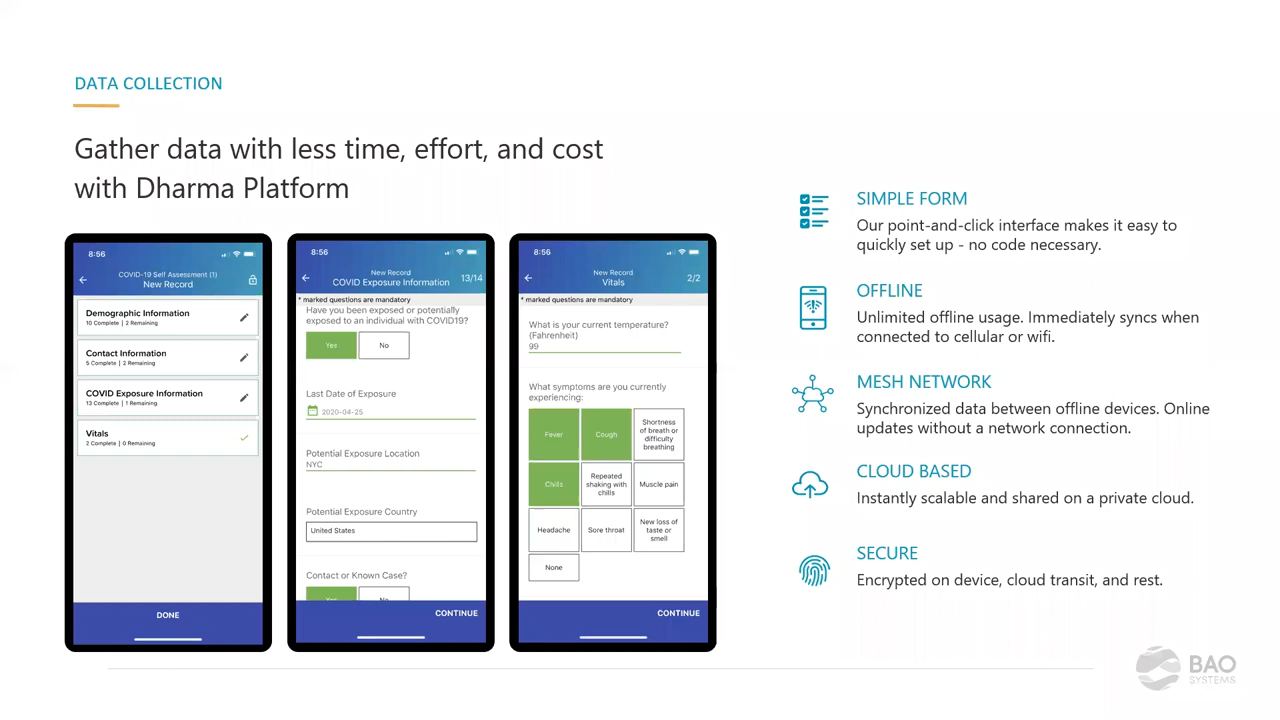 DATA COLLECTION
Gather data with less time, effort, and cost
with Dharma Platform
8:56
COVID-19 Self Assessment (1)
New Record
Demographic Information
10 Complete | 2 Remaining
Contact Information
5 Complete | 2 Remaining
COVID Exposure Information
13 Complete | 1 Remaining
Vitals
2 Complete | 0 Remaining
DONE
8:56
New Record
COVID Exposure Information
13/14
* marked questions are mandatory
Have you been exposed or potentially
exposed to an individual with COVID19?
Yes
No
Last Date of Exposure
2020-04-25
Potential Exposure Location
NYC
Potential Exposure Country
United States
Contact or Known Case?
Yes
No
CONTINUE
8:56
New Record
Vitals
2/2
* marked questions are mandatory
What is your current temperature?
(Fahrenheit)
99
What symptoms are you currently
experiencing:
Fever
Cough
Shortness
of breath or
difficulty
breathing
Chills
Repeated
shaking with
chills
Muscle pain
Headache
Sore throat
New loss of
taste or
smell
None
CONTINUE
SIMPLE FORM
Our point-and-click interface makes it easy to
quickly set up - no code necessary.
OFFLINE
Unlimited offline usage. Immediately syncs when
connected to cellular or wifi.
MESH NETWORK
Synchronized data between offline devices. Online
updates without a network connection.
CLOUD BASED
Instantly scalable and shared on a private cloud.
SECURE
Encrypted on device, cloud transit, and rest.
BAO
SYSTEMS